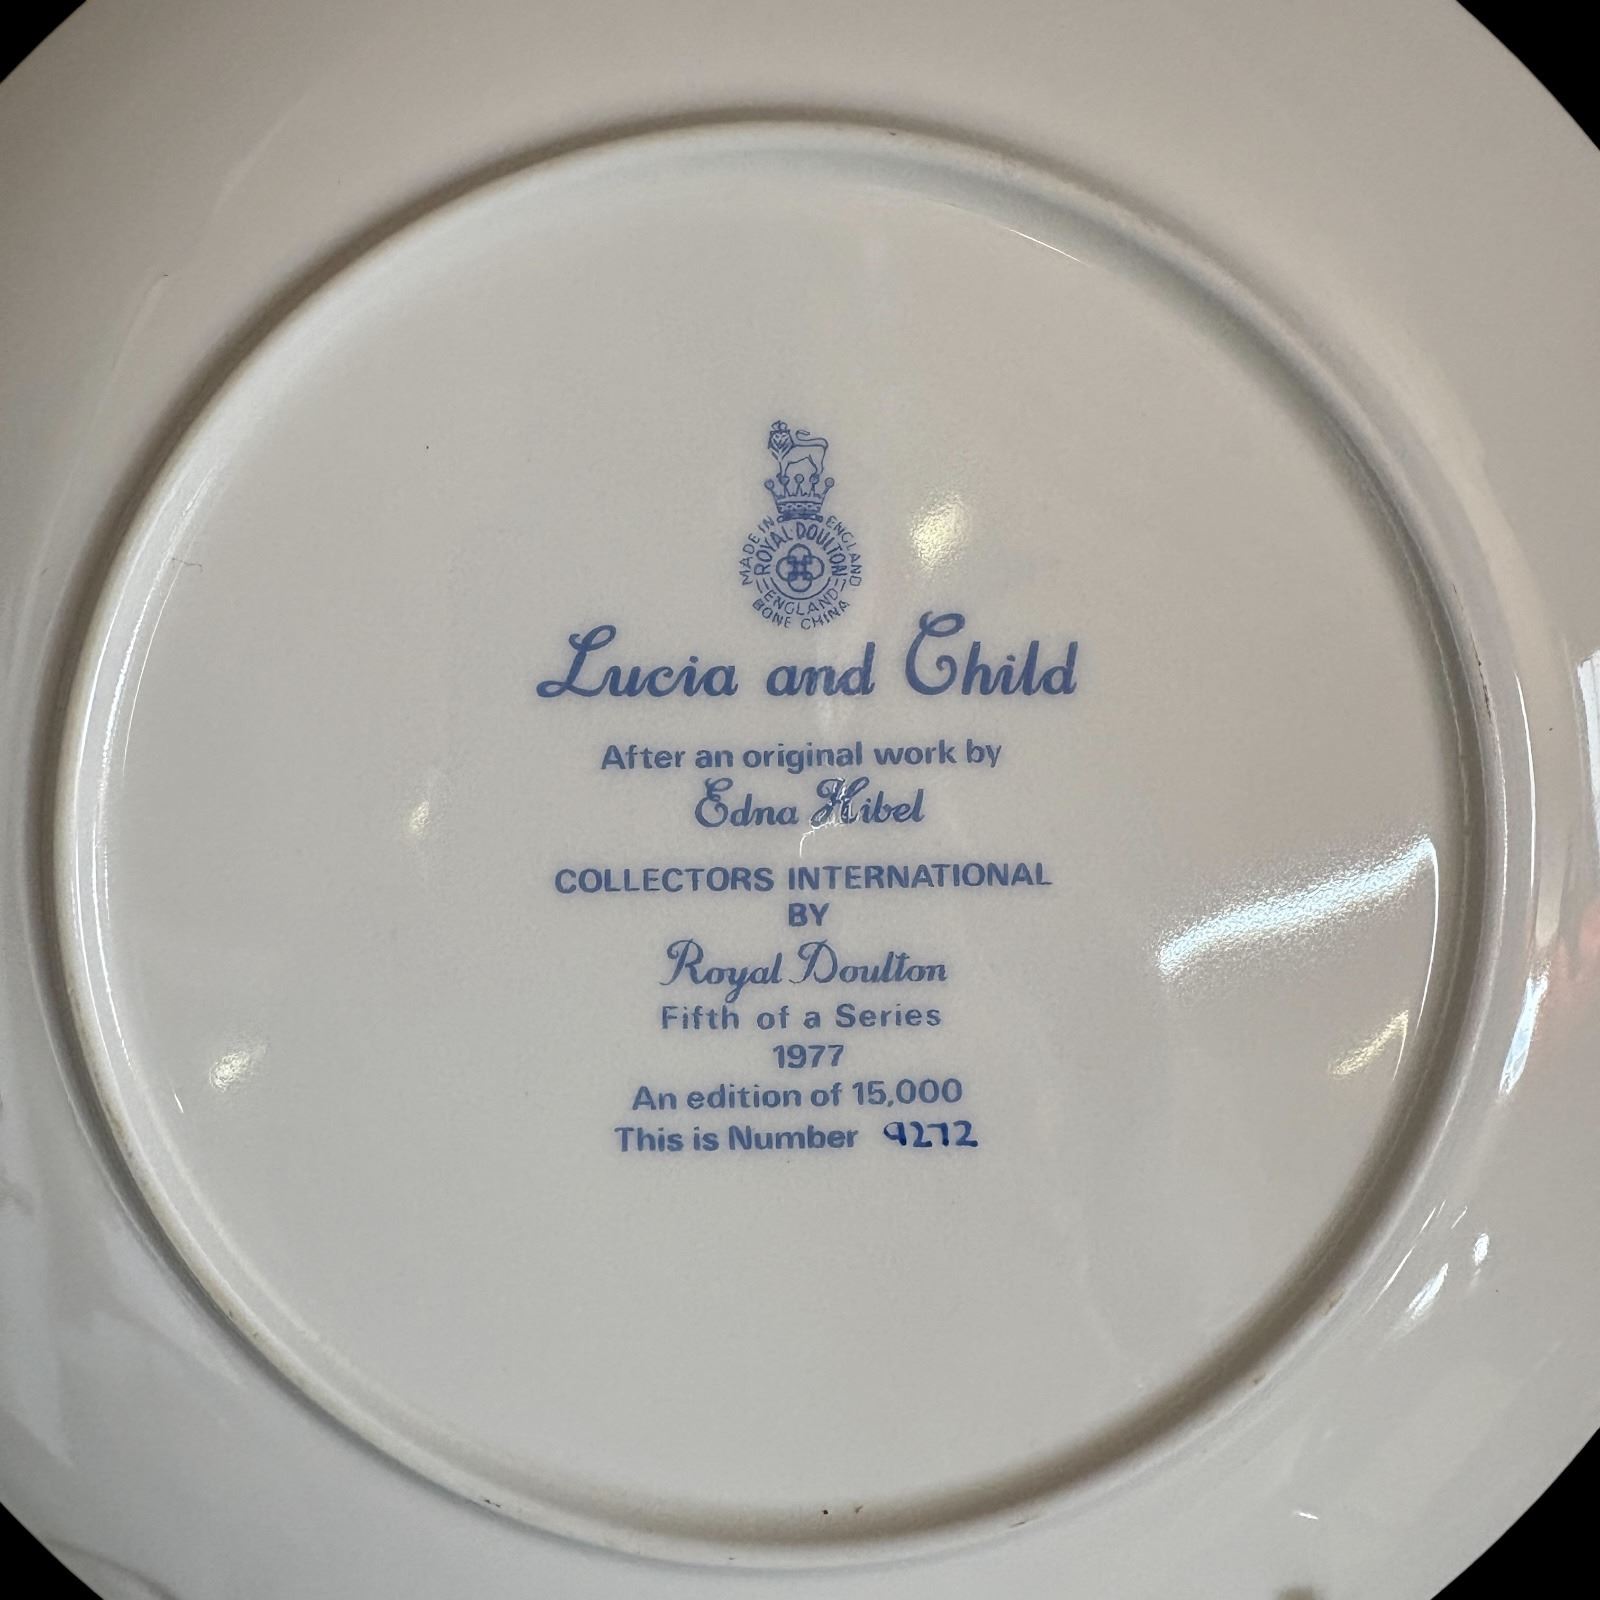 MADE IN ENGLAND
ROYAL DOULTON
ENGLAND
BONE CHINA
Lucia and Child
After an original work by
Edna Hibel
COLLECTORS INTERNATIONAL
BY
Royal Doulton
Fifth of a Series
1977
An edition of 15,000
This is Number 9272